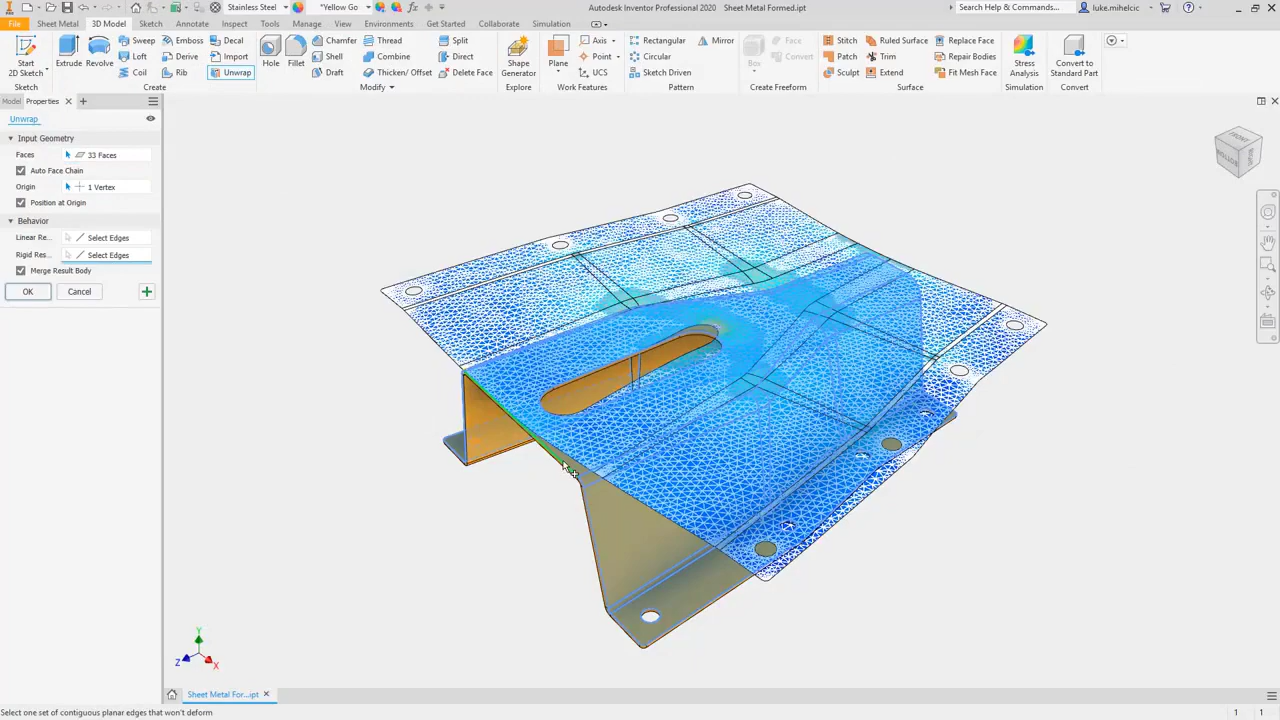 Stainless Steel
*Yellow Go
Autodesk Inventor Professional 2020 Sheet Metal Formed.ipt
Search Help & Commands...
luke.mihelcic
File Sheet Metal 3D Model Sketch Annotate Inspect Tools Manage View Environments Get Started Collaborate Simulation
Start
2D Sketch
Sketch
Extrude
Revolve
Sweep
Loft
Coil
Emboss
Derive
Rib
Decal
Import
Unwrap
Create
Hole
Fillet
Chamfer
Shell
Draft
Thread
Combine
Thicken/ Offset
Split
Direct
Delete Face
Modify
Shape
Generator
Explore
Plane
Axis
Point
UCS
Work Features
Rectangular
Circular
Sketch Driven
Mirror
Pattern
Box
Face
Convert
Create Freeform
Stitch
Patch
Sculpt
Ruled Surface
Trim
Extend
Replace Face
Repair Bodies
Fit Mesh Face
Surface
Stress
Analysis
Simulation
Convert to
Standard Part
Convert
Model Properties
Unwrap
Input Geometry
Faces 33 Faces
Auto Face Chain
Origin 1 Vertex
Position at Origin
Behavior
Linear Re... Select Edges
Rigid Res... Select Edges
Merge Result Body
OK Cancel
FRONT
BOTTOM
Y
Z
X
Sheet Metal For...ipt
Select one set of contiguous planar edges that won't deform
1 1